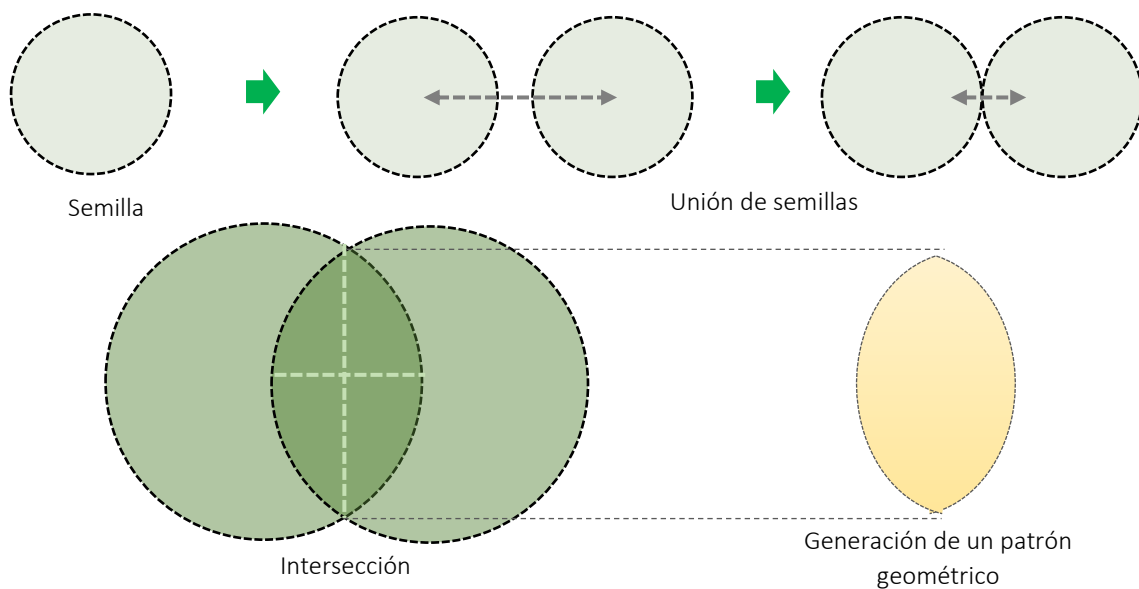 Semilla
Unión de semillas
Intersección
Generación de un patrón
geométrico